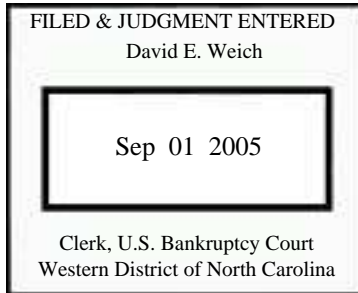 FILED & JUDGMENT ENTERED
David E. Weich
Sep 01 2005
Clerk, U.S. Bankruptcy Court
Western District of North Carolina